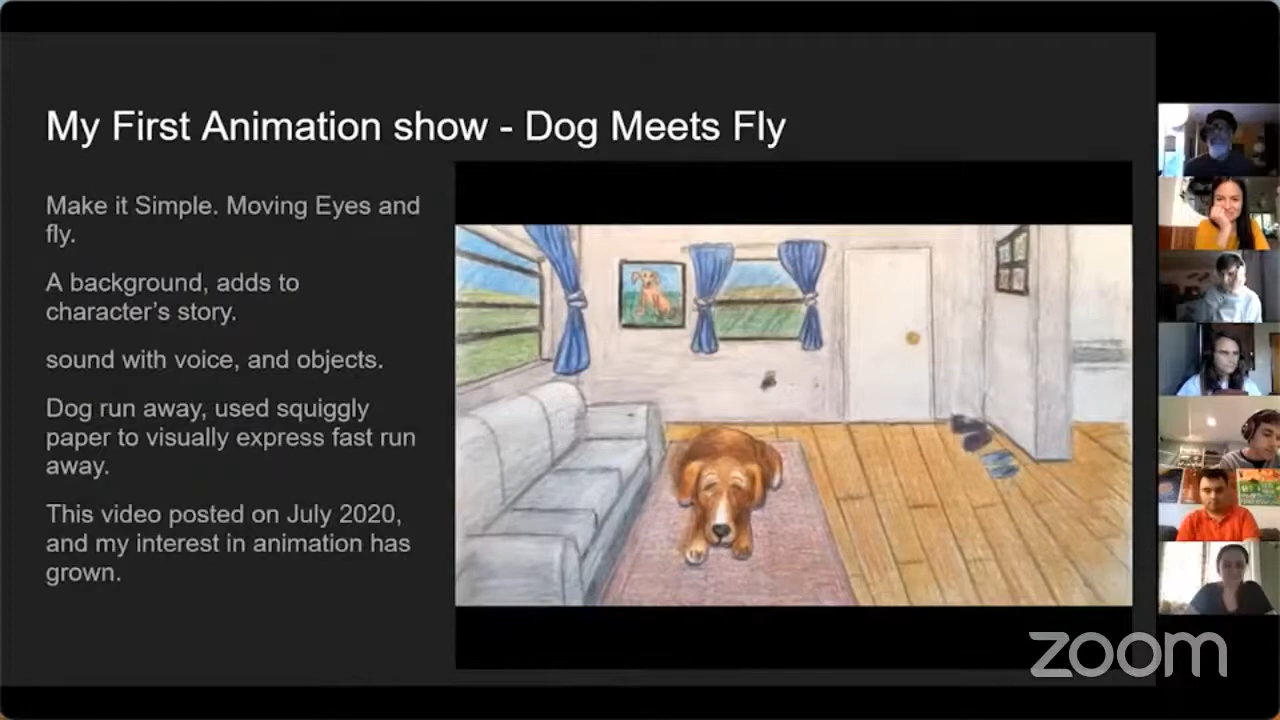 My First Animation show - Dog Meets Fly
Make it Simple. Moving Eyes and
fly.
A background, adds to
character's story.
sound with voice, and objects.
Dog run away, used squiggly
paper to visually express fast run
away.
This video posted on July 2020,
and my interest in animation has
grown.
zoom